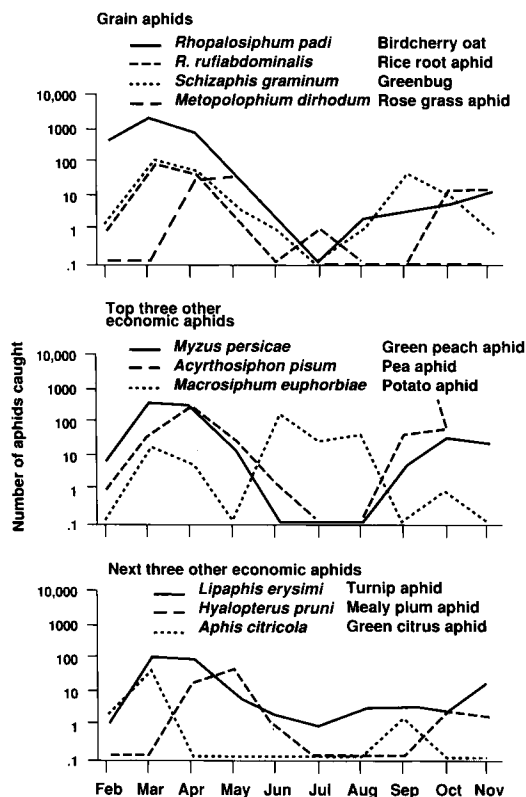 Grain aphids
Rhopalosiphum padi Birdcherry oat
R. rufiabdominalis Rice root aphid
Schizaphis graminum Greenbug
Metopolophium dirhodum Rose grass aphid
10,000
1000
100
10
1
.1
Top three other
economic aphids
Myzus persicae Green peach aphid
Acyrthosiphon pisum Pea aphid
Macrosiphum euphorbiae Potato aphid
10,000
1000
100
10
1
.1
Number of aphids caught
Next three other economic aphids
Lipaphis erysimi Turnip aphid
Hyalopterus pruni Mealy plum aphid
Aphis citricola Green citrus aphid
10,000
1000
100
10
1
.1
Feb Mar Apr May Jun Jul Aug Sep Oct Nov